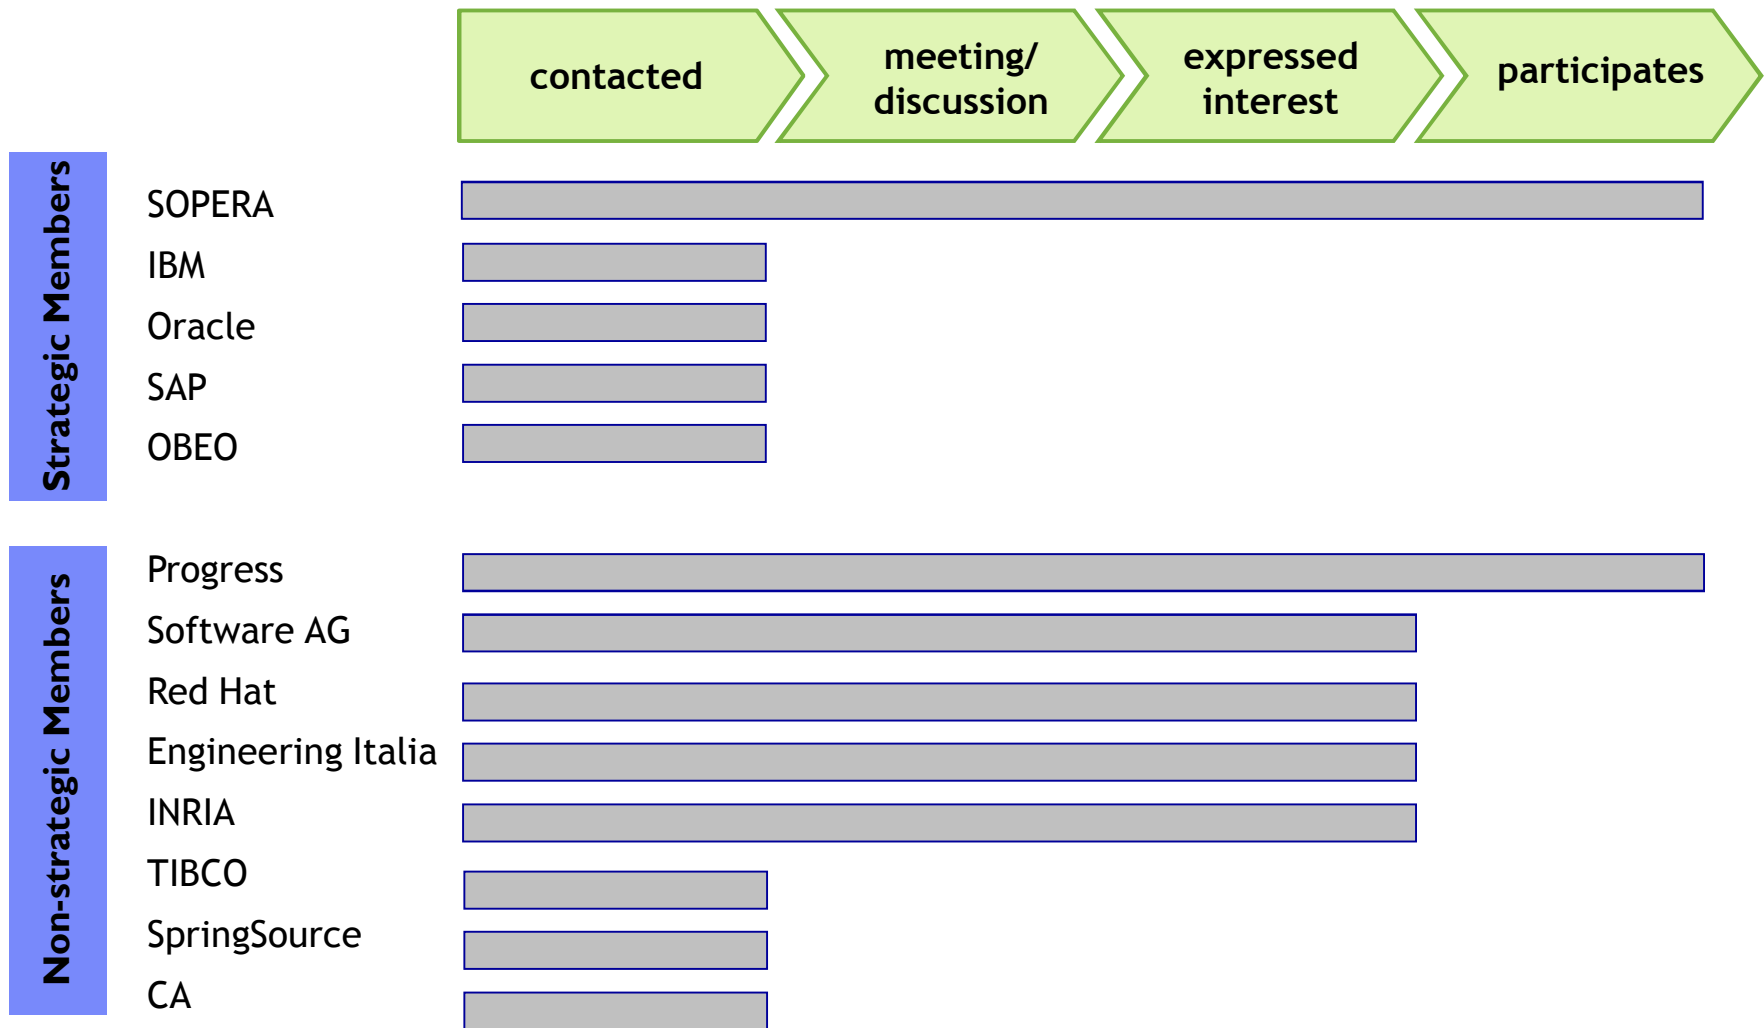 contacted
meeting/
discussion
expressed
interest
participates
Strategic Members
SOPERA
IBM
Oracle
SAP
OBEO
Non-strategic Members
Progress
Software AG
Red Hat
Engineering Italia
INRIA
TIBCO
SpringSource
CA